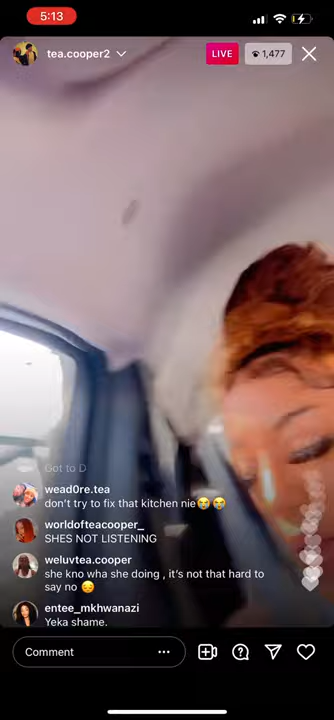 5:13
tea.cooper2
LIVE
1,477
Got to D
wead0re.tea
don't try to fix that kitchen nie😭😭
worldofteacooper_
SHES NOT LISTENING
weluvtea.cooper
she kno wha she doing , it's not that hard to
say no 😔
entee_mkhwanazi
Yeka shame.
Comment